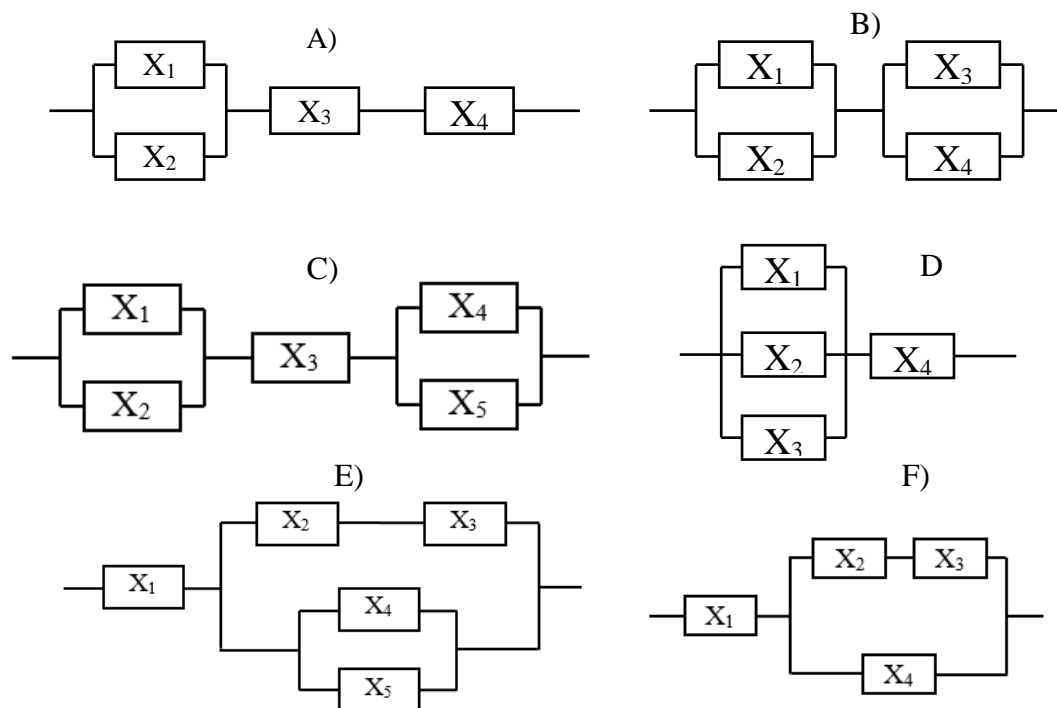 A)
X₁
X₂
X₃
X₄
B)
X₁
X₂
X₃
X₄
C)
X₁
X₂
X₃
X₄
X₅
D
X₁
X₂
X₃
X₄
E)
X₁
X₂
X₃
X₄
X₅
F)
X₁
X₂
X₃
X₄